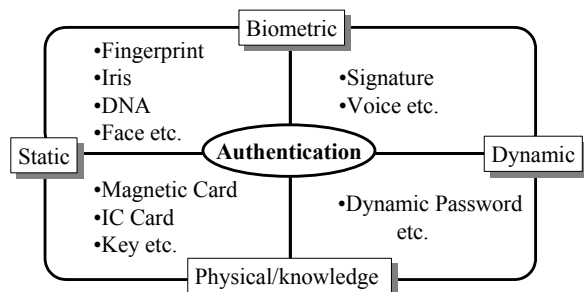 Biometric
•Fingerprint
•Iris
•DNA
•Face etc.
•Signature
•Voice etc.
Static
Authentication
Dynamic
•Magnetic Card
•IC Card
•Key etc.
•Dynamic Password
etc.
Physical/knowledge